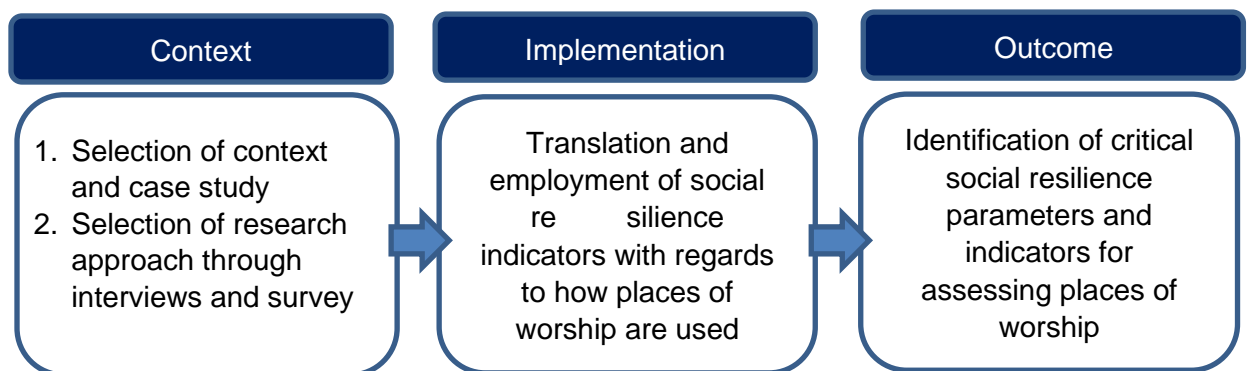 Context
1. Selection of context
and case study
2. Selection of research
approach through
interviews and survey
Implementation
Translation and
employment of social
re silience
indicators with regards
to how places of
worship are used
Outcome
Identification of critical
social resilience
parameters and
indicators for
assessing places of
worship